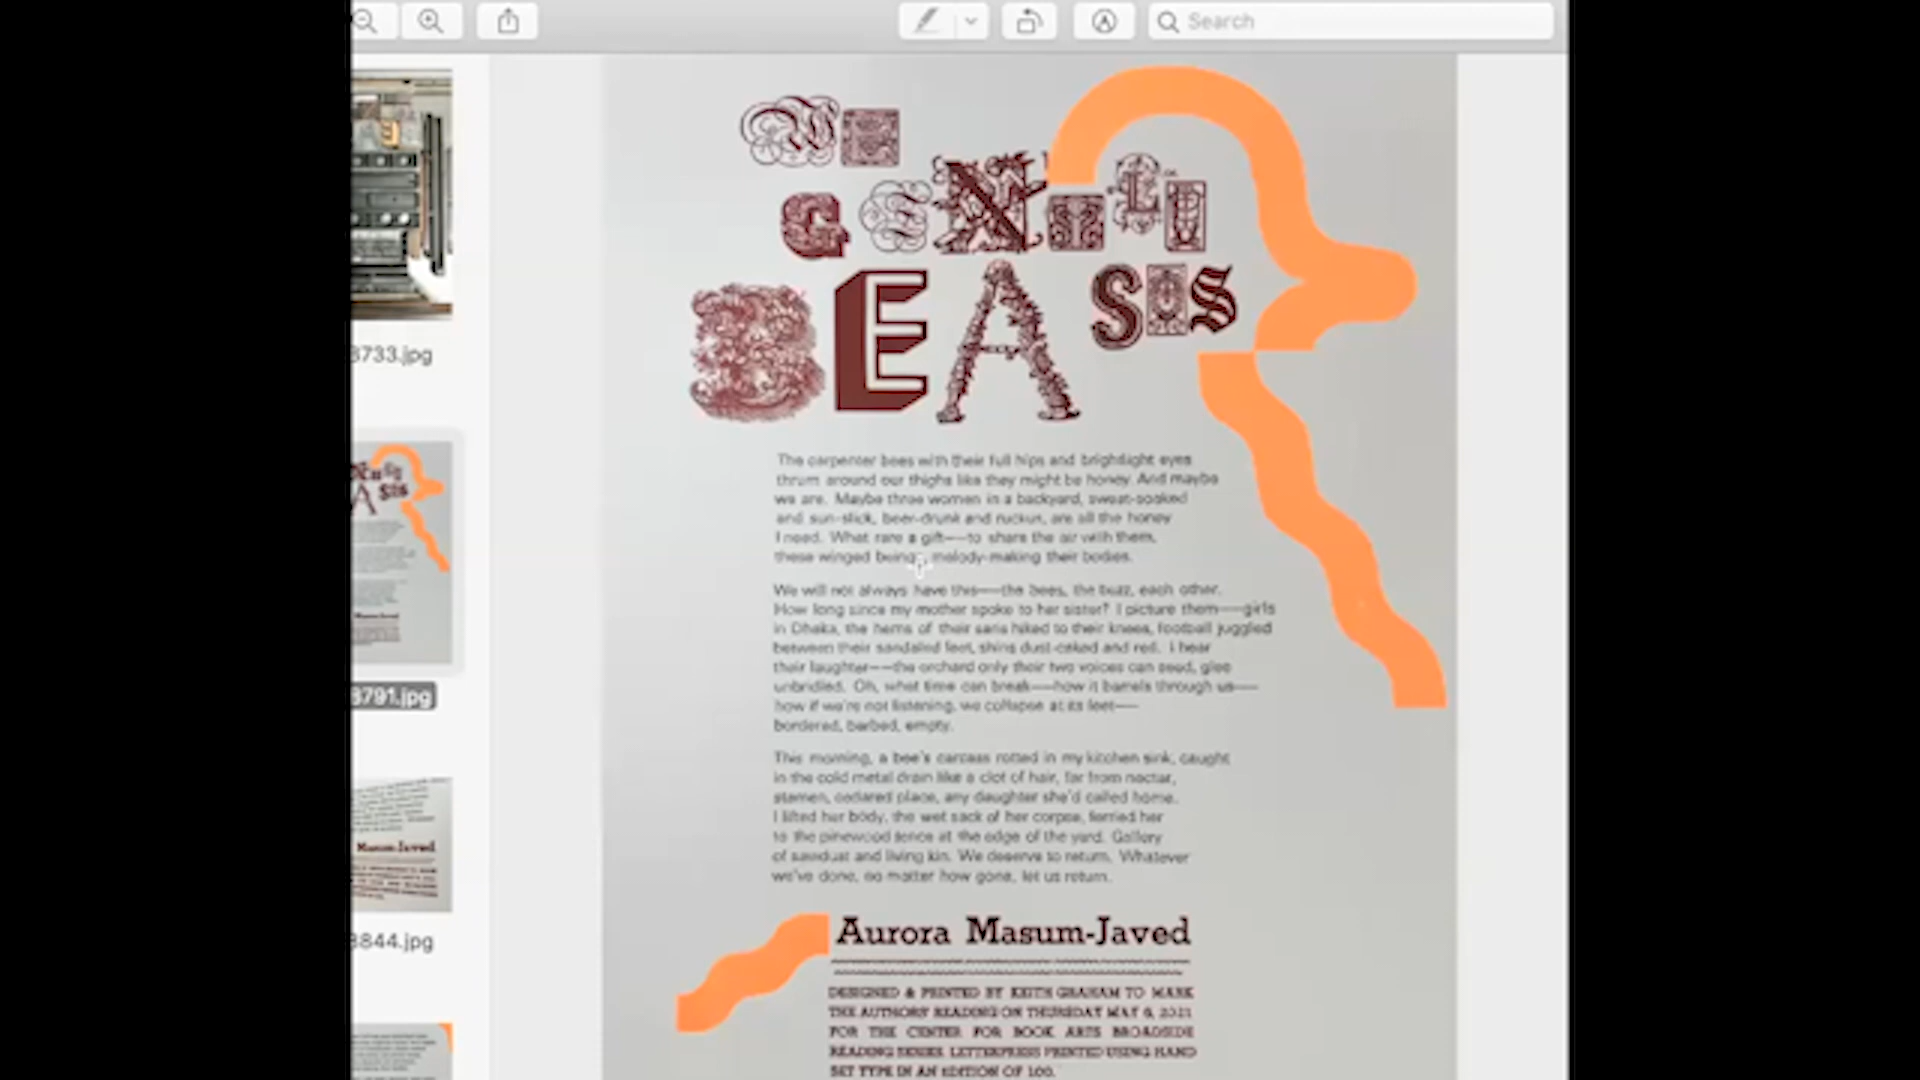 Search
8733.jpg
8791.jpg
8844.jpg
Masum-Javed
WE
GENTLE
BEASTS
The carpenter bees with their full hips and brightlight eyes
thrum around our thighs like they might be honey. And maybe
we are. Maybe three women in a backyard, sweat-soaked
and sun-slick, beer-drunk and ruckus, are all the honey
I need. What rare a gift——to share the air with them,
these winged beings, melody-making their bodies.
We will not always have this——the bees, the buzz, each other.
How long since my mother spoke to her sister? I picture them——girls
in Dhaka, the hems of their saris hiked to their knees, football juggled
between their sandaled feet, shins dust-caked and red. I hear
their laughter——the orchard only their two voices can seed, glee
unbridled. Oh, what time can break——how it barrels through us——
how if we're not listening, we collapse at its feet——
bordered, barbed, empty.
This morning, a bee's carcass rotted in my kitchen sink, caught
in the cold metal drain like a clot of hair, far from nectar,
stamen, cedared place, any daughter she'd called home.
I lifted her body, the wet sack of her corpse, ferried her
to the pinewood fence at the edge of the yard. Gallery
of sawdust and living kin. We deserve to return. Whatever
we've done, no matter how gone, let us return.
Aurora Masum-Javed
DESIGNED & PRINTED BY KEITH GRAHAM TO MARK
THE AUTHORS' READING ON THURSDAY MAY 6, 2021
FOR THE CENTER FOR BOOK ARTS BROADSIDE
READING SERIES. LETTERPRESS PRINTED USING HAND
SET TYPE IN AN EDITION OF 100.